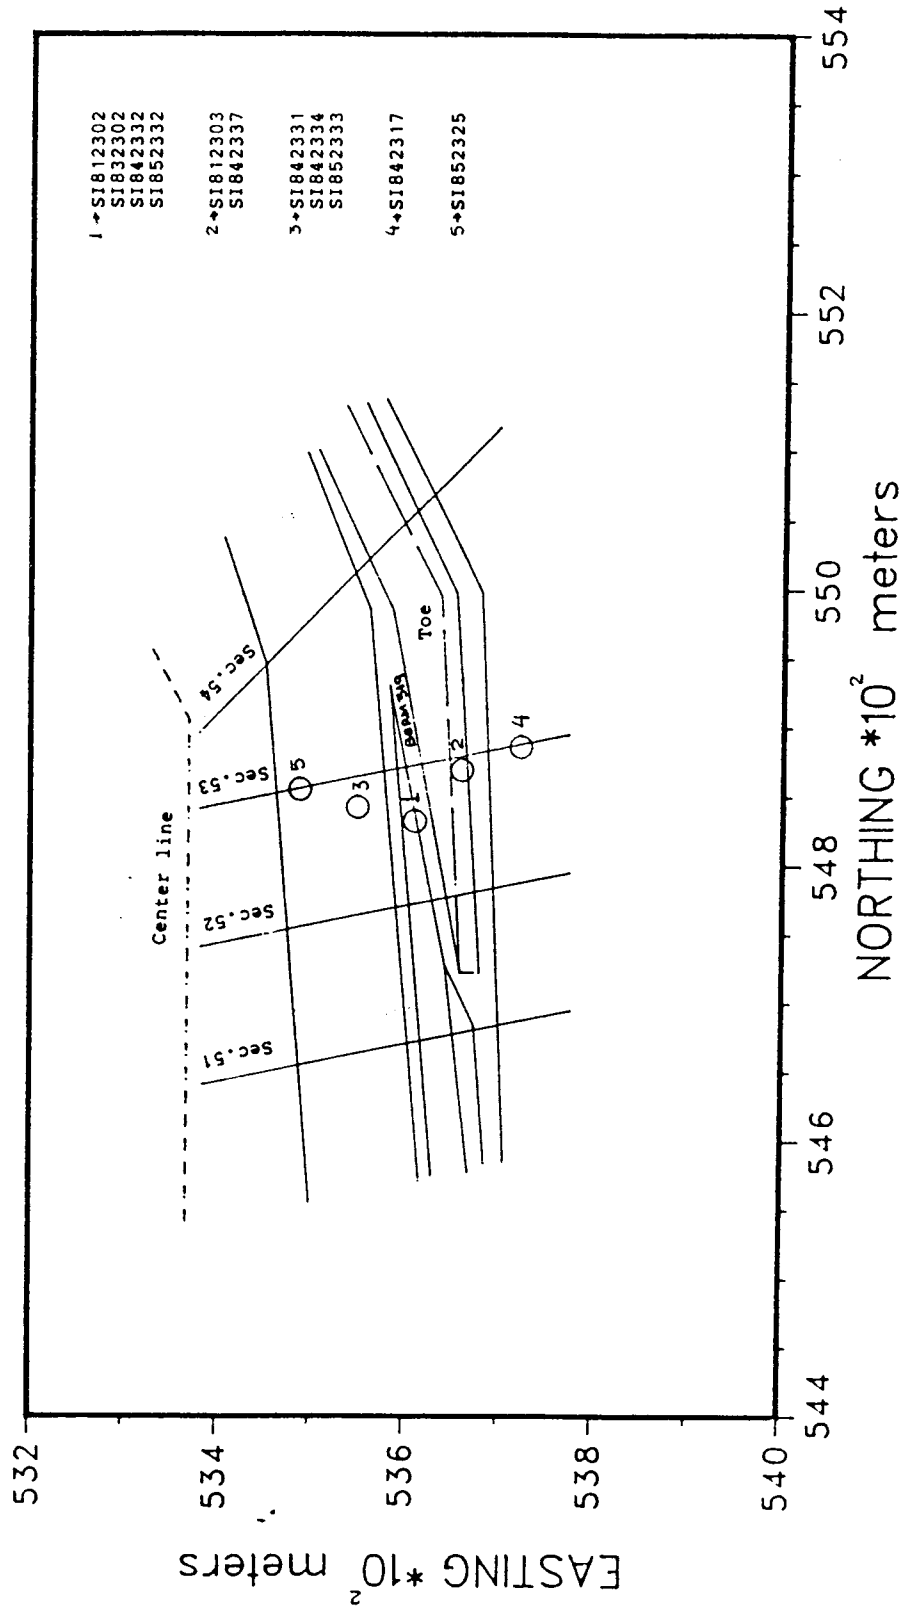 1→SI812302
SI832302
SI842332
SI852332
2→SI812303
SI842337
3→SI842331
SI842334
SI852333
4→SI842317
5→SI852325
Center line
Sec.51
Sec.52
Sec.53
Sec.54
5
3
1
2
4
Toe
532
534
536
538
540
EASTING *10² meters
544
546
548
550
552
554
NORTHING *10² meters